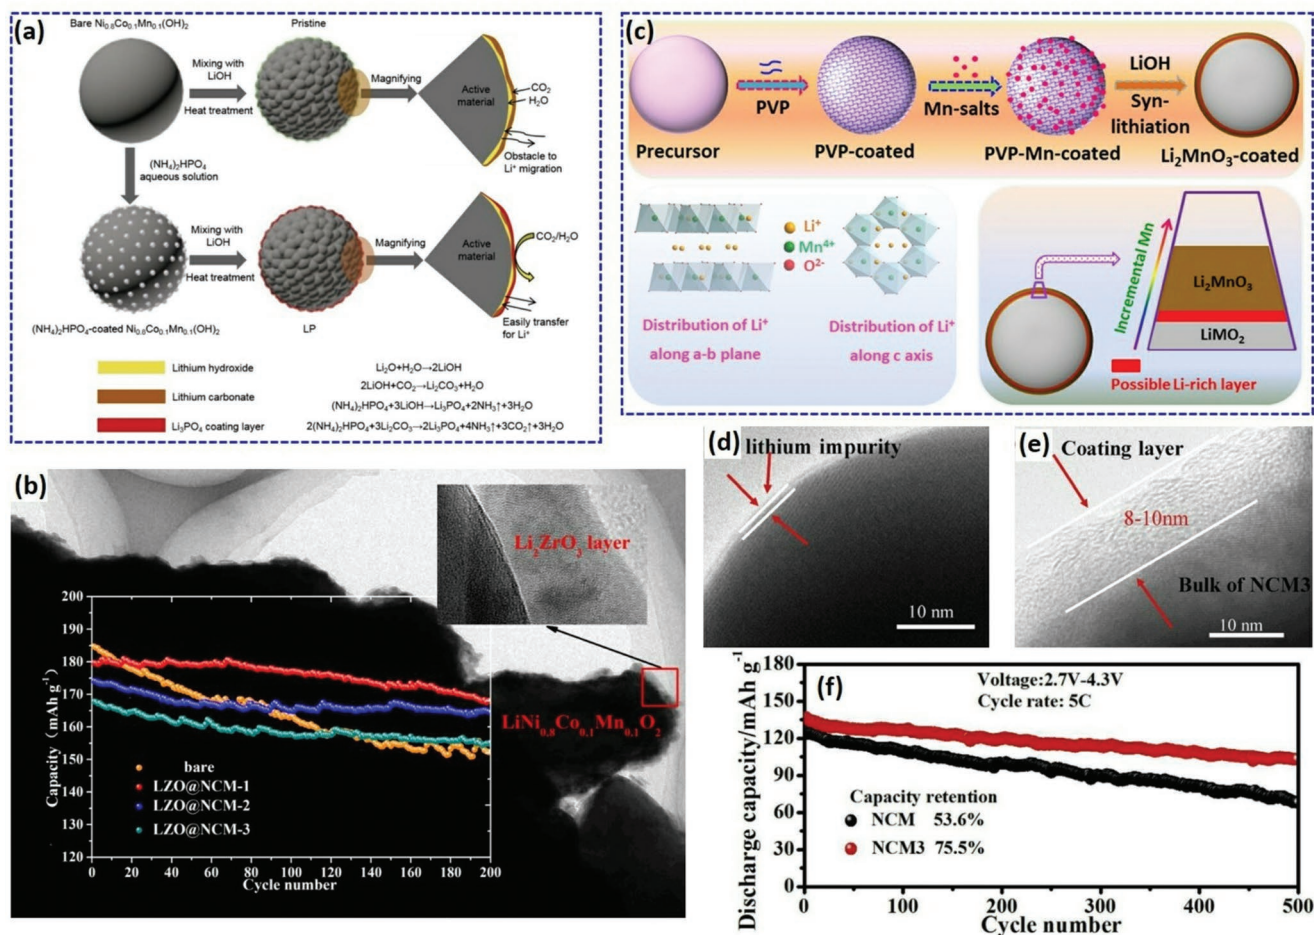 (a)
Bare Ni₀.₈Co₀.₁Mn₀.₁(OH)₂
Pristine
Mixing with
LiOH
Heat treatment
Magnifying
Active
material
CO₂
H₂O
Obstacle to
Li⁺ migration
(NH₄)₂HPO₄
aqueous solution
Mixing with
LiOH
Heat treatment
Magnifying
Active
material
CO₂/H₂O
Easily transfer
for Li⁺
(NH₄)₂HPO₄-coated Ni₀.₈Co₀.₁Mn₀.₁(OH)₂
LP
Lithium hydroxide
Lithium carbonate
Li₃PO₄ coating layer
Li₂O+H₂O→2LiOH
2LiOH+CO₂→Li₂CO₃+H₂O
(NH₄)₂HPO₄+3LiOH→Li₃PO₄+2NH₃↑+3H₂O
2(NH₄)₂HPO₄+3Li₂CO₃→2Li₃PO₄+4NH₃↑+3CO₂↑+3H₂O
(c)
PVP
Mn-salts
LiOH
Syn-
lithiation
Precursor
PVP-coated
PVP-Mn-coated
Li₂MnO₃-coated
Li⁺
Mn⁴⁺
O²⁻
Distribution of Li⁺
along a-b plane
Distribution of Li⁺
along c axis
Incremental Mn
Li₂MnO₃
LiMO₂
Possible Li-rich layer
(b)
Li₂ZrO₃ layer
LiNi₀.₈Co₀.₁Mn₀.₁O₂
200
190
180
170
160
150
140
130
120
Capacity (mAh g⁻¹)
bare
LZO@NCM-1
LZO@NCM-2
LZO@NCM-3
0 20 40 60 80 100 120 140 160 180 200
Cycle number
(d)
lithium impurity
10 nm
(e)
Coating layer
8-10nm
Bulk of NCM3
10 nm
(f)
180
150
120
90
60
30
0
Discharge capacity/mAh g⁻¹
Voltage:2.7V-4.3V
Cycle rate: 5C
Capacity retention
NCM 53.6%
NCM3 75.5%
0 100 200 300 400 500
Cycle number